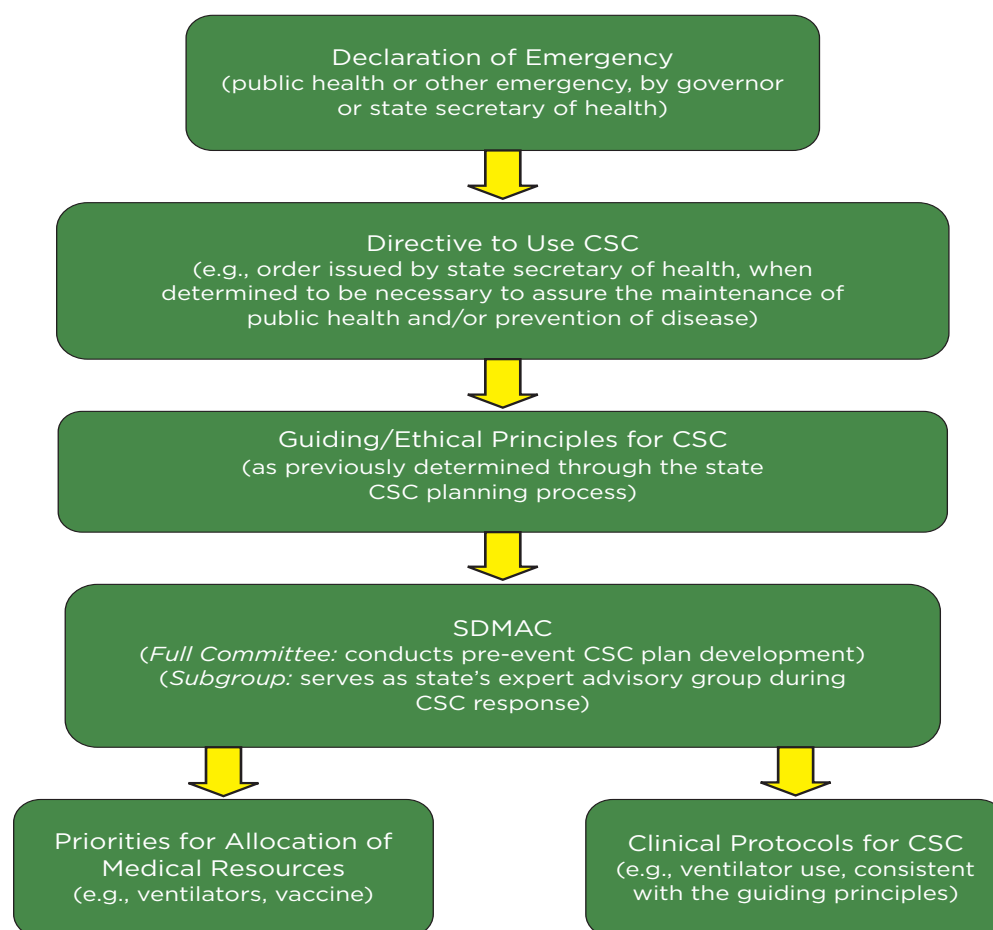 Declaration of Emergency
(public health or other emergency, by governor
or state secretary of health)
Directive to Use CSC
(e.g., order issued by state secretary of health, when
determined to be necessary to assure the maintenance of
public health and/or prevention of disease)
Guiding/Ethical Principles for CSC
(as previously determined through the state
CSC planning process)
SDMAC
(Full Committee: conducts pre-event CSC plan development)
(Subgroup: serves as state’s expert advisory group during
CSC response)
Priorities for Allocation of
Medical Resources
(e.g., ventilators, vaccine)
Clinical Protocols for CSC
(e.g., ventilator use, consistent
with the guiding principles)